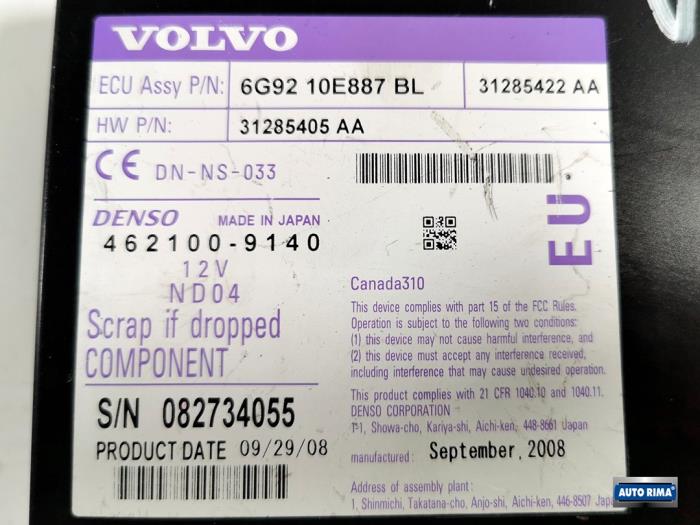 VOLVO
ECU Assy P/N: 6G92 10E887 BL 31285422 AA
HW P/N: 31285405 AA
CE DN-NS-033
DENSO MADE IN JAPAN
462100-9140
12V
ND04
Scrap if dropped
COMPONENT
S/N 082734055
PRODUCT DATE 09/29/08
EU
Canada310
This device complies with part 15 of the FCC Rules.
Operation is subject to the following two conditions:
(1) this device may not cause harmful interference, and
(2) this device must accept any interference received,
including interference that may cause undesired operation.
This product complies with 21 CFR 1040.10 and 1040.11.
DENSO CORPORATION
1-1, Showa-cho, Kariya-shi, Aichi-ken, 448-8661 Japan
manufactured: September, 2008
Address of assembly plant:
1, Shinmichi, Takatana-cho, Anjo-shi, Aichi-ken, 446-8507 Japan
AUTO RIMA